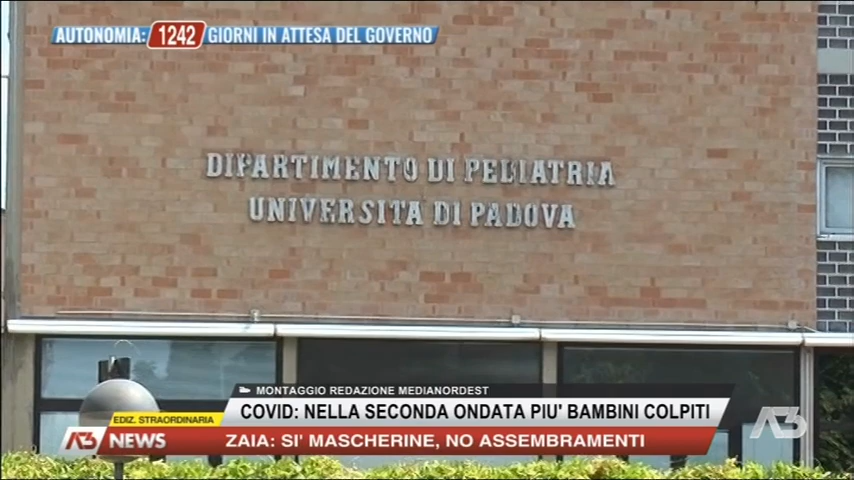 AUTONOMIA: 1242 GIORNI IN ATTESA DEL GOVERNO
DIPARTIMENTO DI PEDIATRIA
UNIVERSITÀ DI PADOVA
MONTAGGIO REDAZIONE MEDIANORDEST
EDIZ. STRAORDINARIA
COVID: NELLA SECONDA ONDATA PIU' BAMBINI COLPITI
A3 NEWS
ZAIA: SI' MASCHERINE, NO ASSEMBRAMENTI
A3